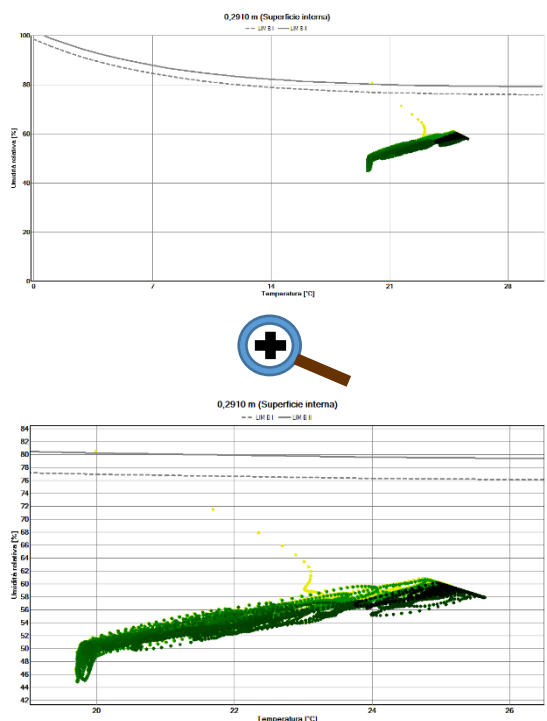 0,2910 m (Superficie interna)
LIM B I LIM B II
100
80
60
40
20
0
Umidità relativa [%]
0 7 14 21 28
Temperatura [°C]
0,2910 m (Superficie interna)
LIM B I LIM B II
84
82
80
78
76
74
72
70
68
66
64
62
60
58
56
54
52
50
48
46
44
42
Umidità relativa [%]
20 22 24 26
Temperatura [°C]